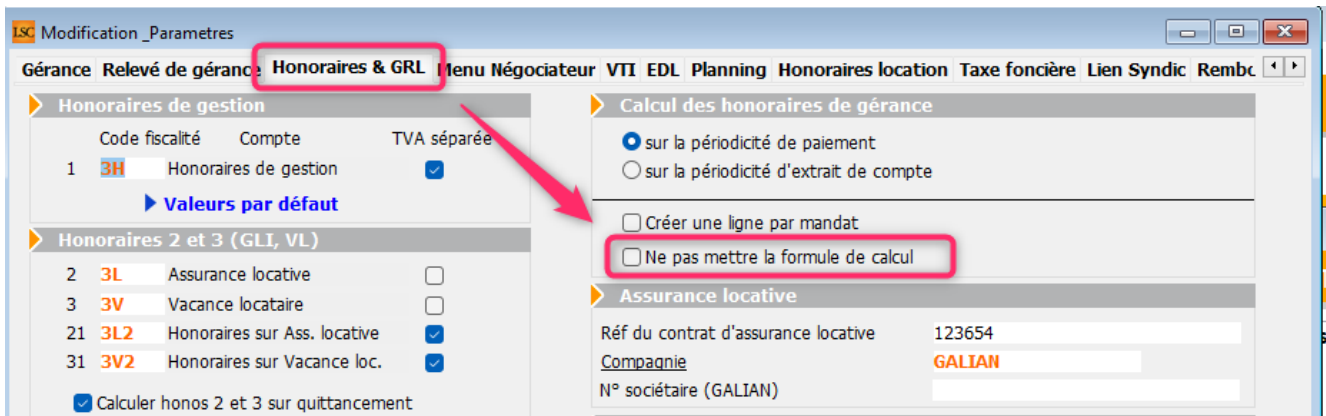 LSC Modification _Parametres
Gérance Relevé de gérance Honoraires & GRL Menu Négociateur VTI EDL Planning Honoraires location Taxe foncière Lien Syndic Rembc
Honoraires de gestion
Code fiscalité Compte TVA séparée
1 3H Honoraires de gestion
Valeurs par défaut
Honoraires 2 et 3 (GLI, VL)
2 3L Assurance locative
3 3V Vacance locataire
21 3L2 Honoraires sur Ass. locative
31 3V2 Honoraires sur Vacance loc.
Calculer honos 2 et 3 sur quittancement
Calcul des honoraires de gérance
sur la périodicité de paiement
sur la périodicité d'extrait de compte
Créer une ligne par mandat
Ne pas mettre la formule de calcul
Assurance locative
Réf du contrat d'assurance locative 123654
Compagnie GALIAN
N° sociétaire (GALIAN)